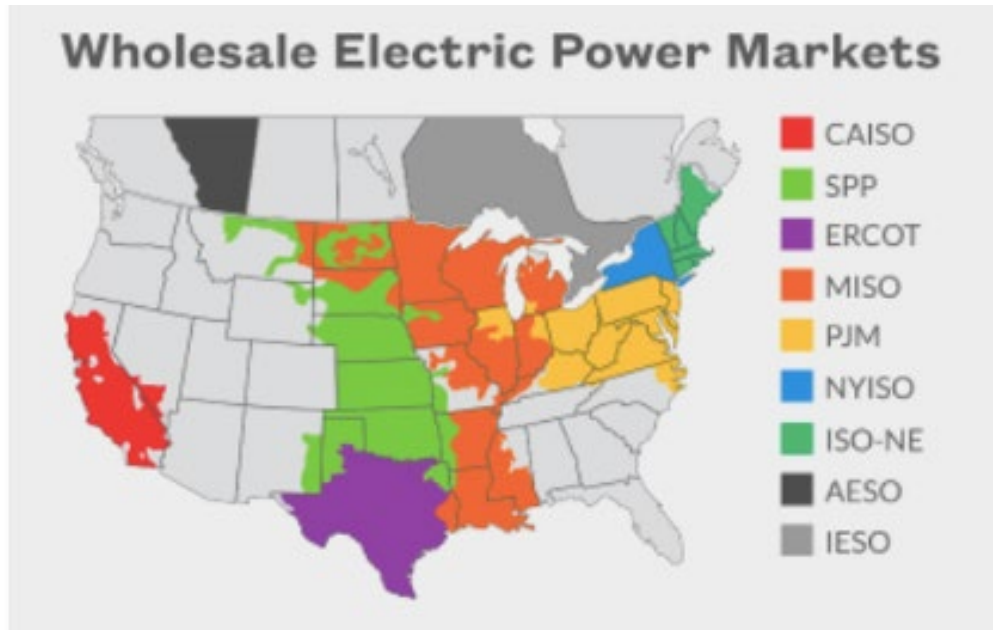 Wholesale Electric Power Markets
CAISO
SPP
ERCOT
MISO
PJM
NYISO
ISO-NE
AESO
IESO